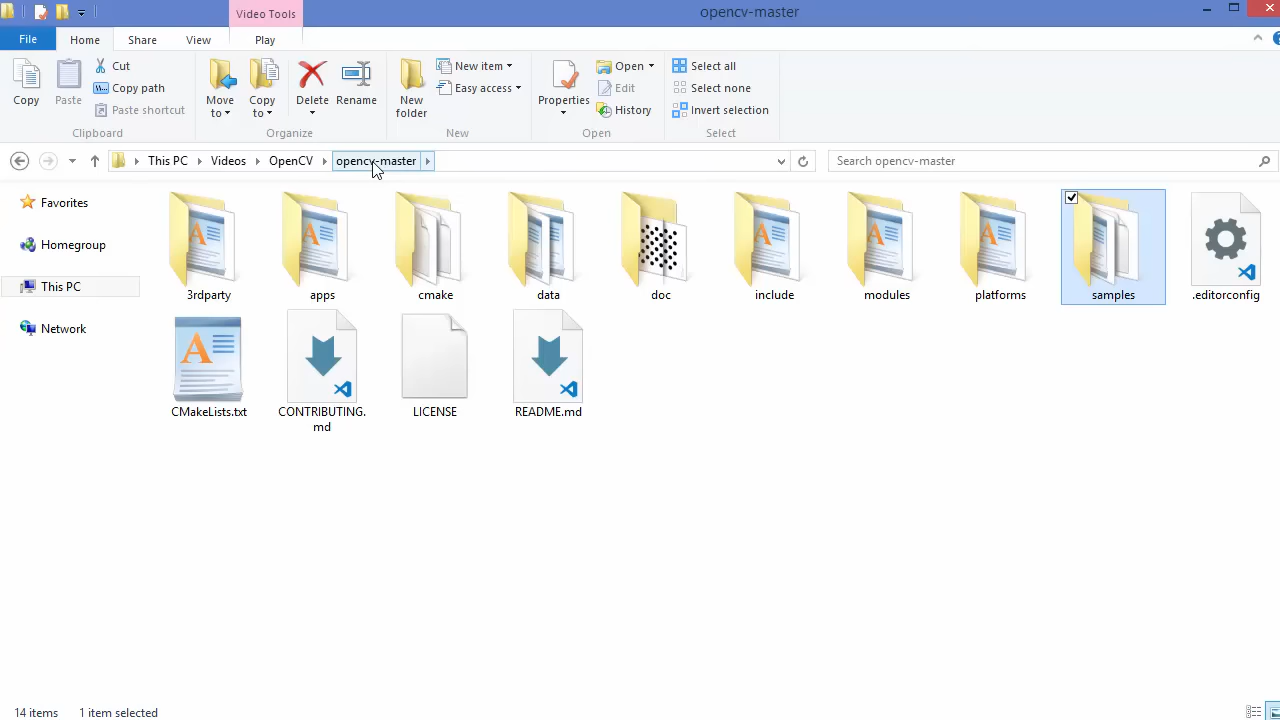 Video Tools
opencv-master
File
Home
Share
View
Play
Copy
Paste
Cut
Copy path
Paste shortcut
Clipboard
Move to
Copy to
Delete
Rename
Organize
New folder
New item
Easy access
New
Properties
Open
Edit
History
Open
Select all
Select none
Invert selection
Select
This PC
Videos
OpenCV
opencv-master
Search opencv-master
Favorites
Homegroup
This PC
Network
3rdparty
apps
cmake
data
doc
include
modules
platforms
samples
.editorconfig
CMakeLists.txt
CONTRIBUTING.
md
LICENSE
README.md
14 items
1 item selected